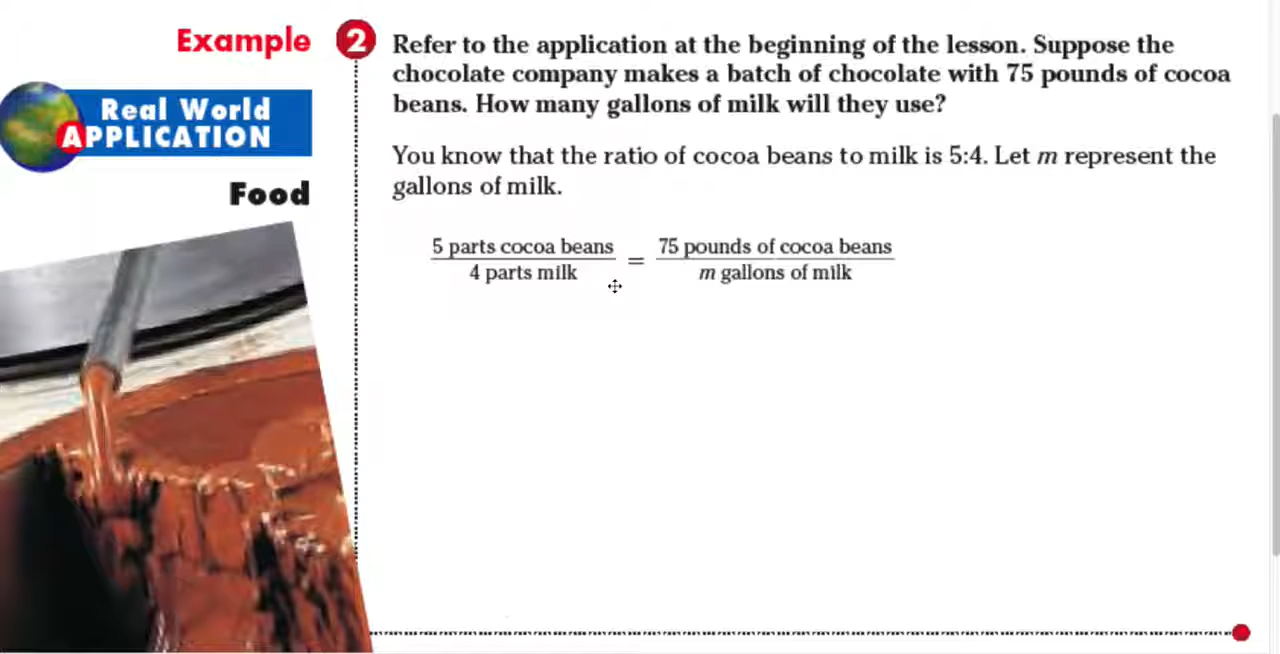 Example 2
Refer to the application at the beginning of the lesson. Suppose the
chocolate company makes a batch of chocolate with 75 pounds of cocoa
beans. How many gallons of milk will they use?
Real World
APPLICATION
Food
You know that the ratio of cocoa beans to milk is 5:4. Let m represent the
gallons of milk.
5 parts cocoa beans
4 parts milk
=
75 pounds of cocoa beans
m gallons of milk